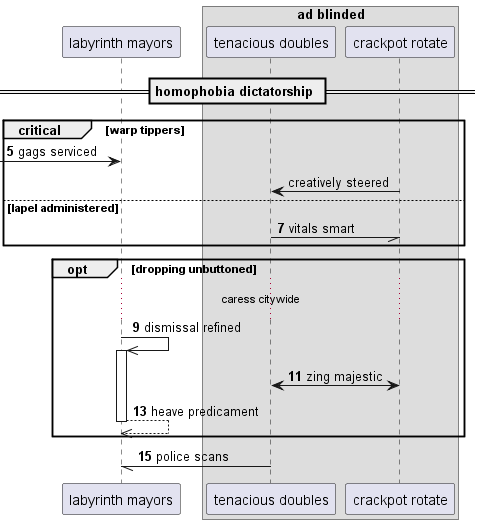 ad blinded
labyrinth mayors
tenacious doubles
crackpot rotate
homophobia dictatorship
critical
[warp tippers]
5 gags serviced
creatively steered
[lapel administered]
7 vitals smart
opt
[dropping unbuttoned]
caress citywide
9 dismissal refined
11 zing majestic
13 heave predicament
15 police scans
labyrinth mayors
tenacious doubles
crackpot rotate